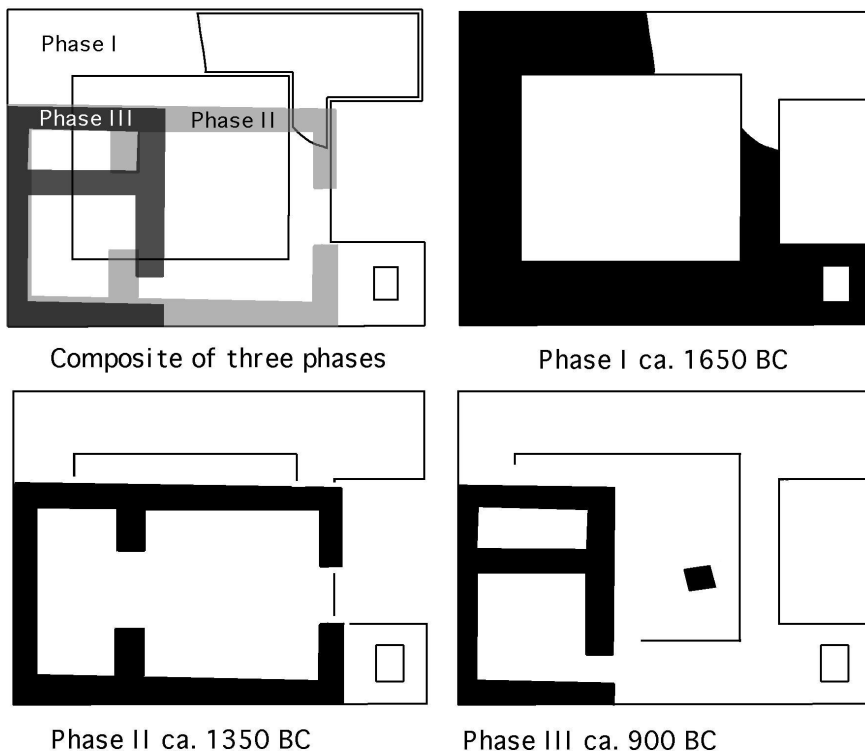 Phase I
Phase III
Phase II
Composite of three phases
Phase I ca. 1650 BC
Phase II ca. 1350 BC
Phase III ca. 900 BC